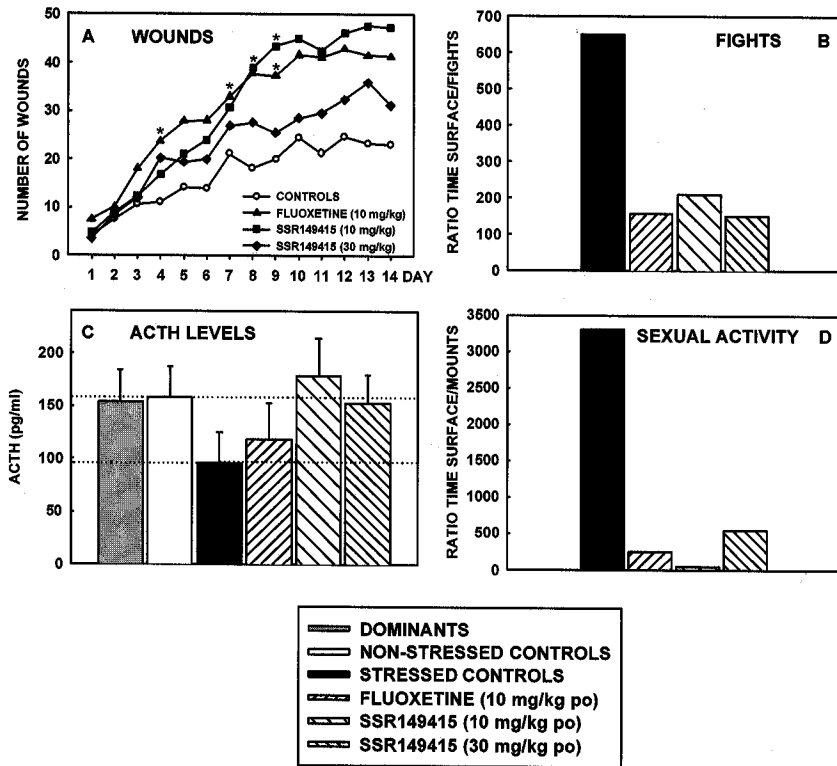 A WOUNDS
NUMBER OF WOUNDS
50
40
30
20
10
0
* * * * *
CONTROLS
FLUOXETINE (10 mg/kg)
SSR149415 (10 mg/kg)
SSR149415 (30 mg/kg)
1 2 3 4 5 6 7 8 9 10 11 12 13 14 DAY
FIGHTS B
RATIO TIME SURFACE/FIGHTS
700
600
500
400
300
200
100
0
C ACTH LEVELS
ACTH (pg/ml)
200
150
100
50
0
SEXUAL ACTIVITY D
RATIO TIME SURFACE/MOUNTS
3500
3000
2500
2000
1500
1000
500
0
DOMINANTS
NON-STRESSED CONTROLS
STRESSED CONTROLS
FLUOXETINE (10 mg/kg po)
SSR149415 (10 mg/kg po)
SSR149415 (30 mg/kg po)